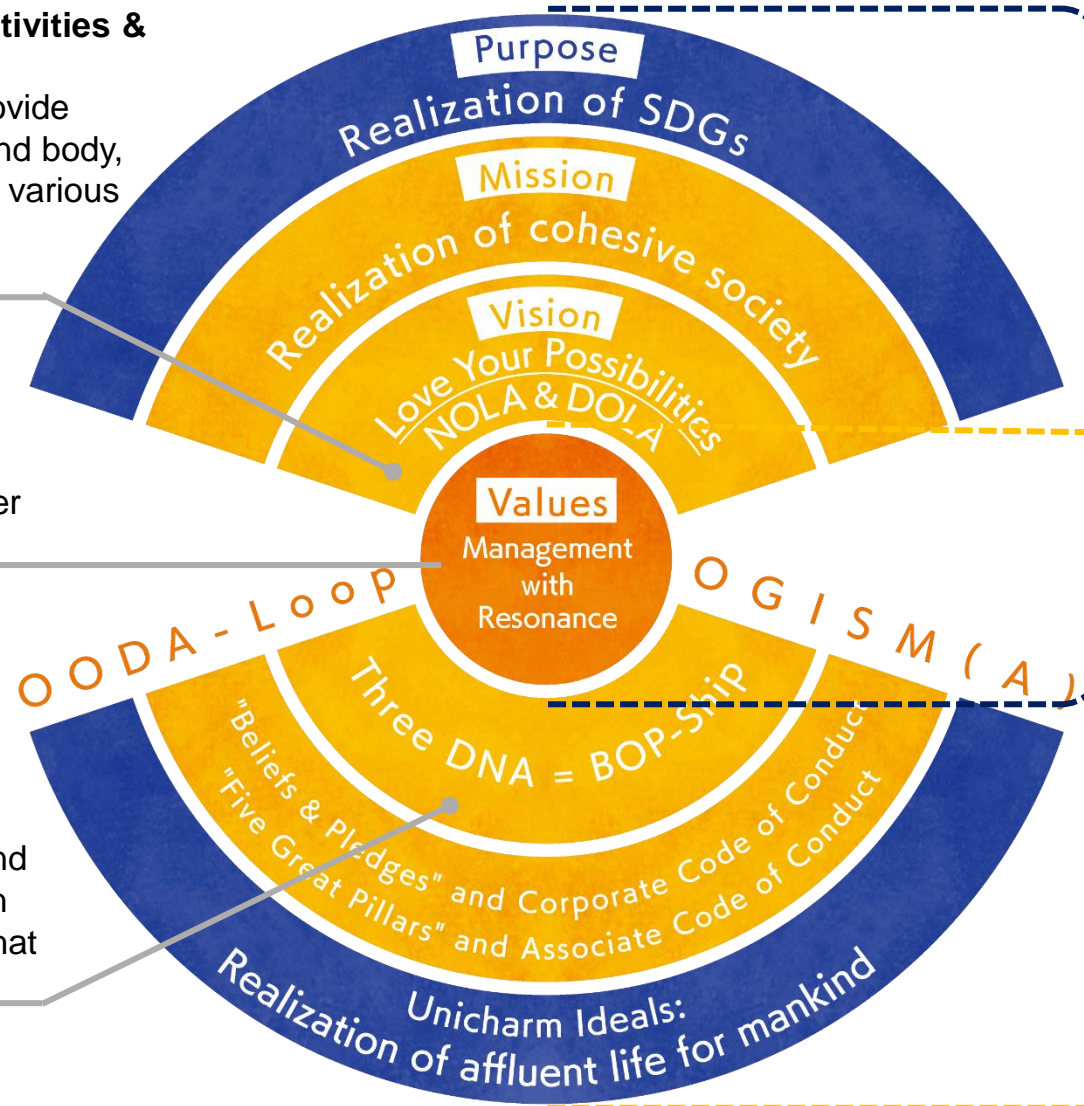 tivities &
ovide
nd body,
various
er
nd
n
hat
Purpose
Realization of SDGs
Mission
Realization of cohesive society
Vision
Love Your Possibilities
NOLA & DOLA
Values
Management
with
Resonance
OODA-Loop
OGISM(A)
Three DNA = BOP-Ship
"Beliefs & Pledges" and Corporate Code of Conduct
"Five Great Pillars" and Associate Code of Conduct
Unicharm Ideals:
Realization of affluent life for mankind